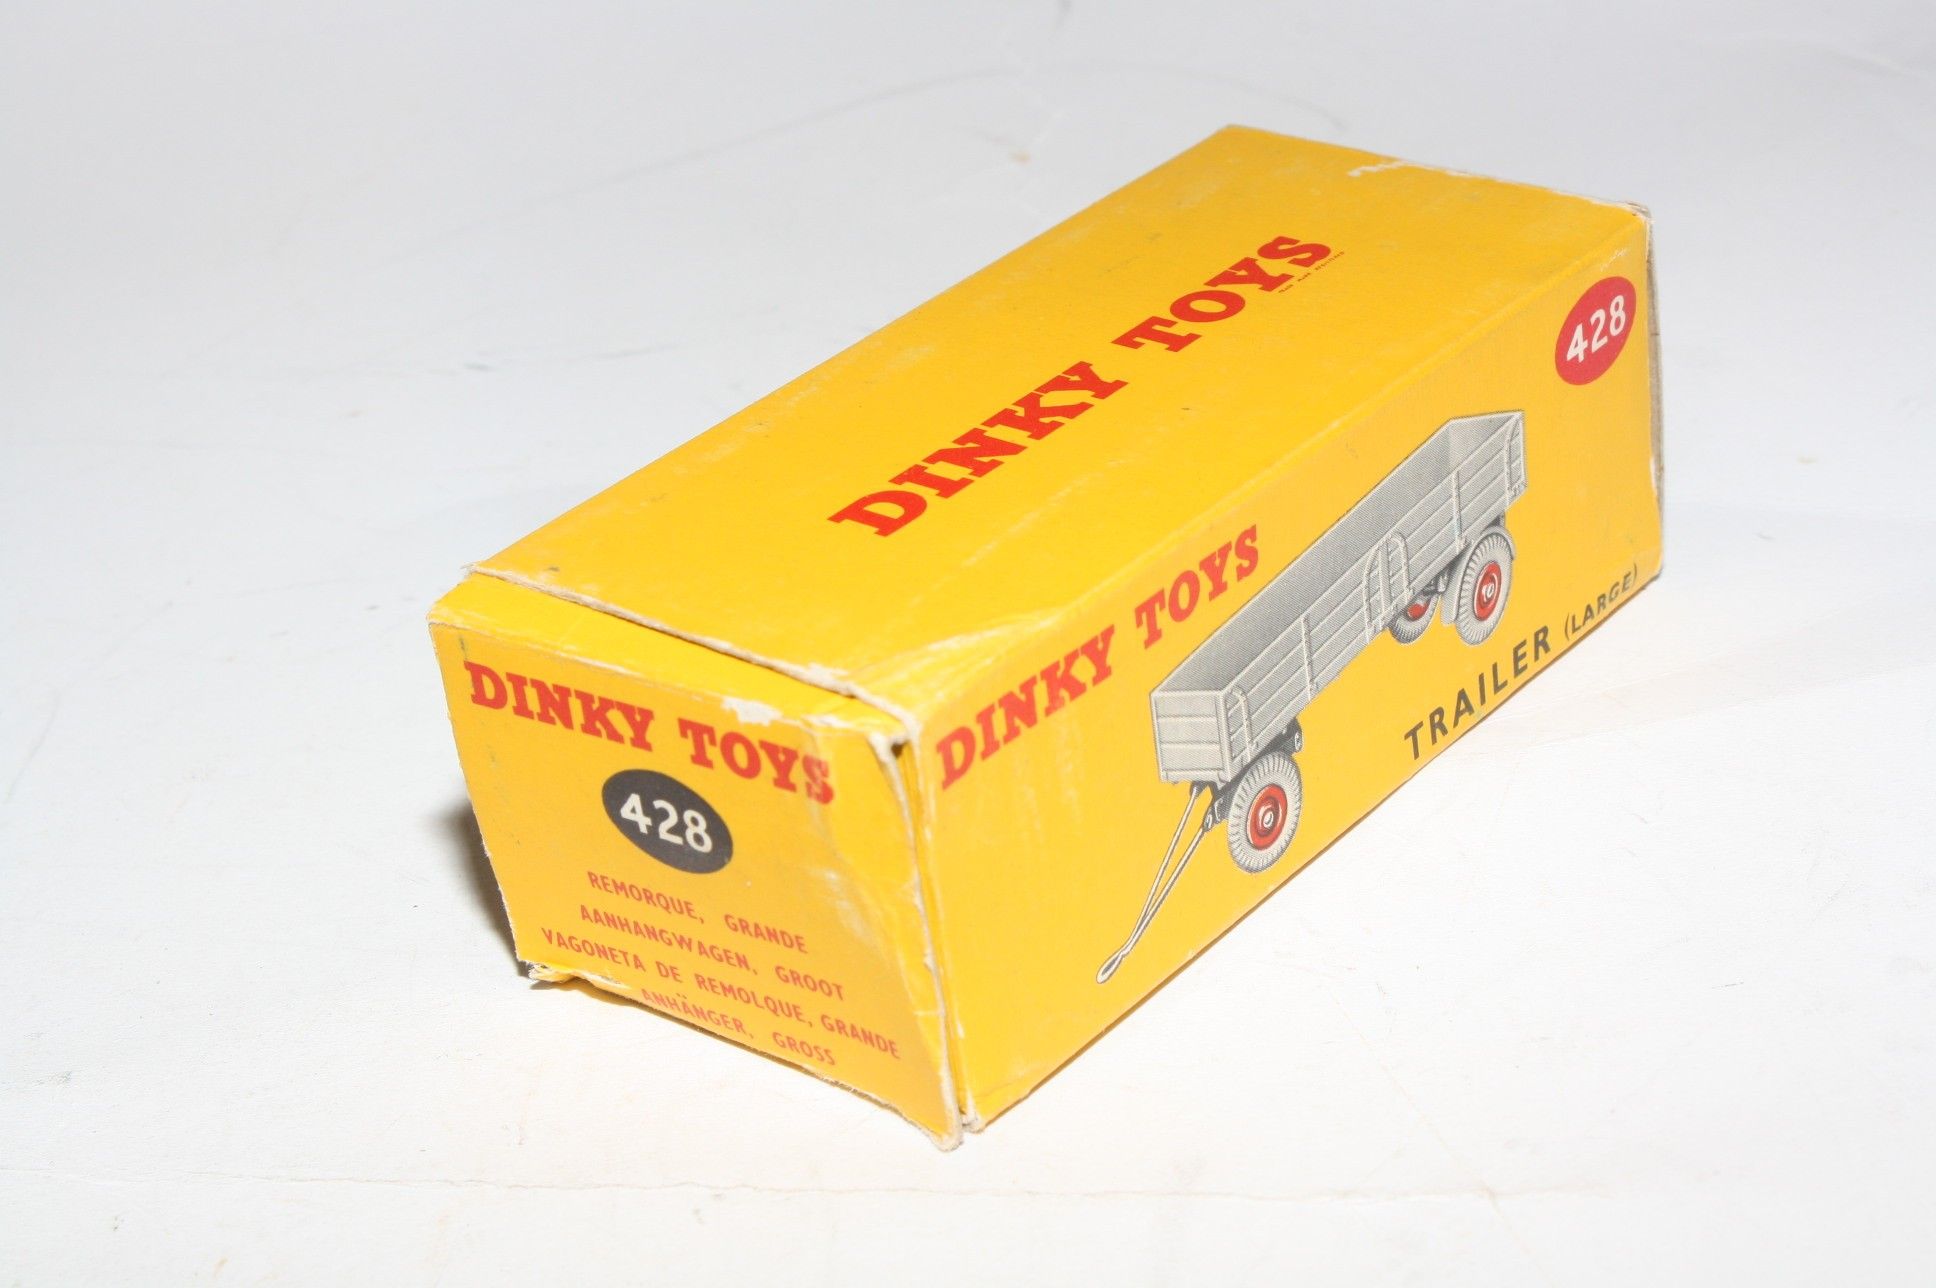 DINKY TOYS
DINKY TOYS
428
TRAILER (LARGE)
DINKY TOYS
428
REMORQUE, GRANDE
AANHANGWAGEN, GROOT
VAGONETA DE REMOLQUE, GRANDE
ANHÄNGER, GROSS